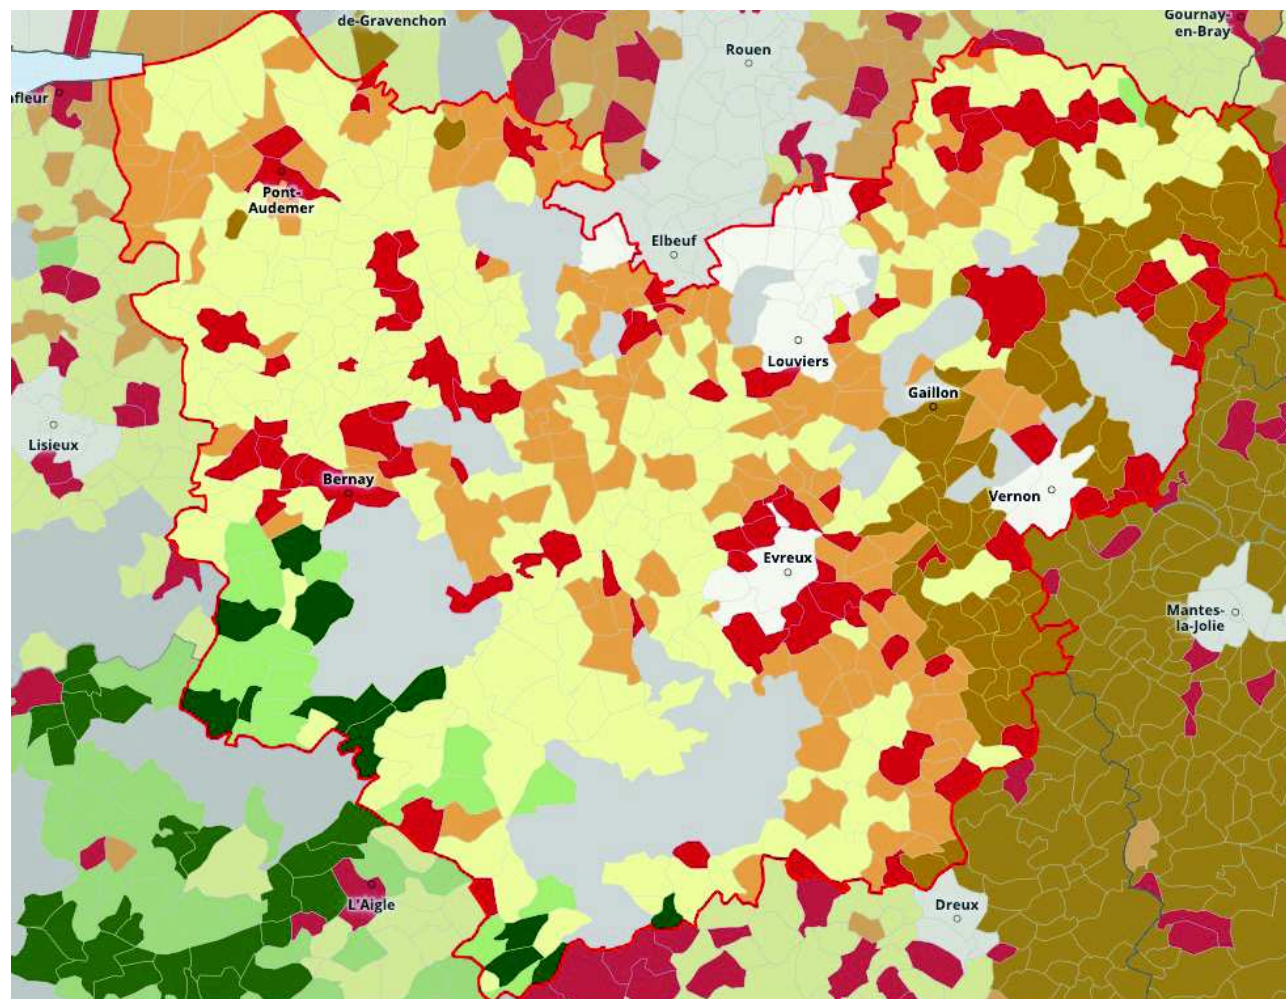 de-Gravenchon
Gournay-
en-Bray
Rouen
afleur
Pont-
Audemer
Elbeuf
Louviers
Gaillon
Lisieux
Bernay
Vernon
Evreux
Mantes-
la-Jolie
L'Aigle
Dreux